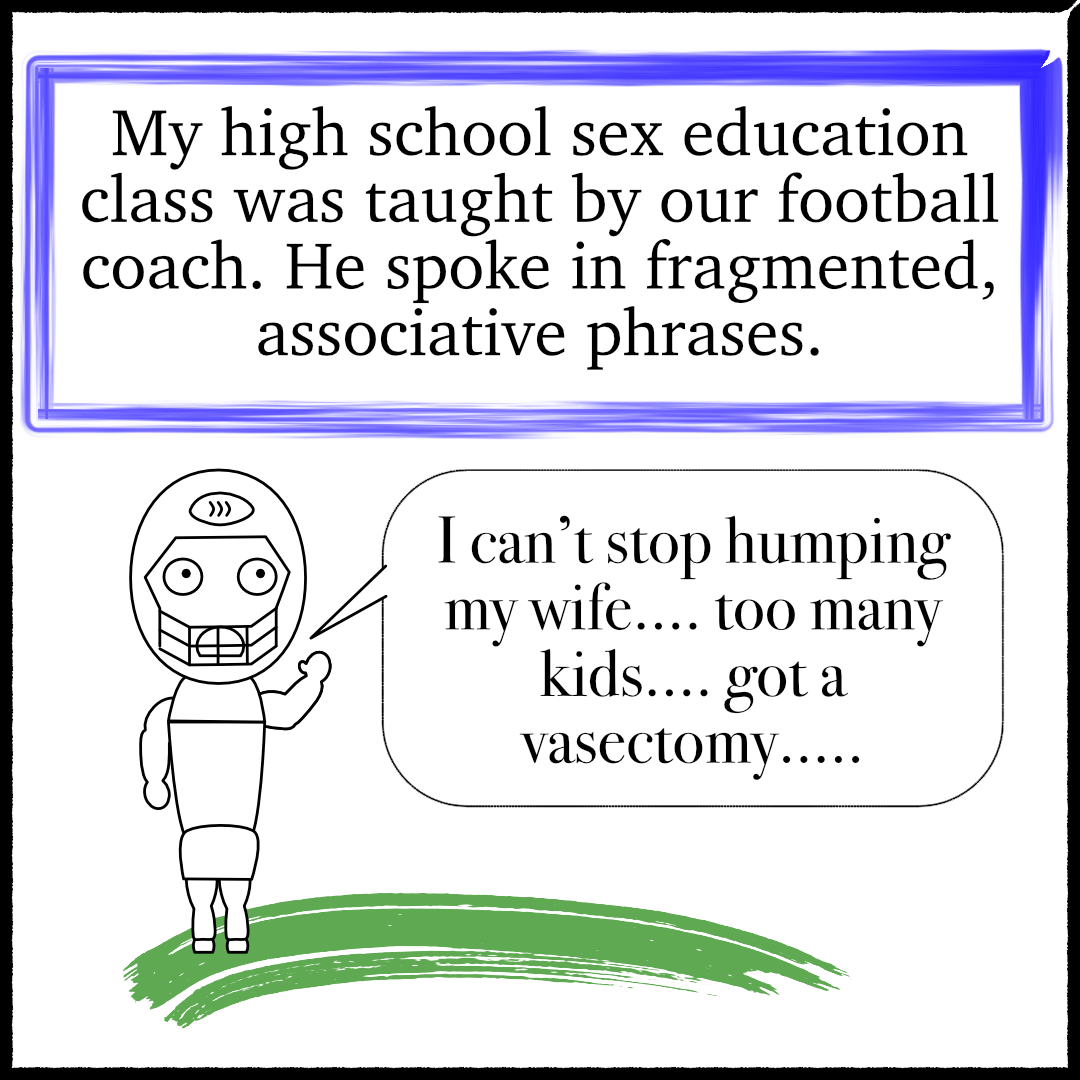 My high school sex education
class was taught by our football
coach. He spoke in fragmented,
associative phrases.
I can’t stop humping
my wife.... too many
kids.... got a
vasectomy.....